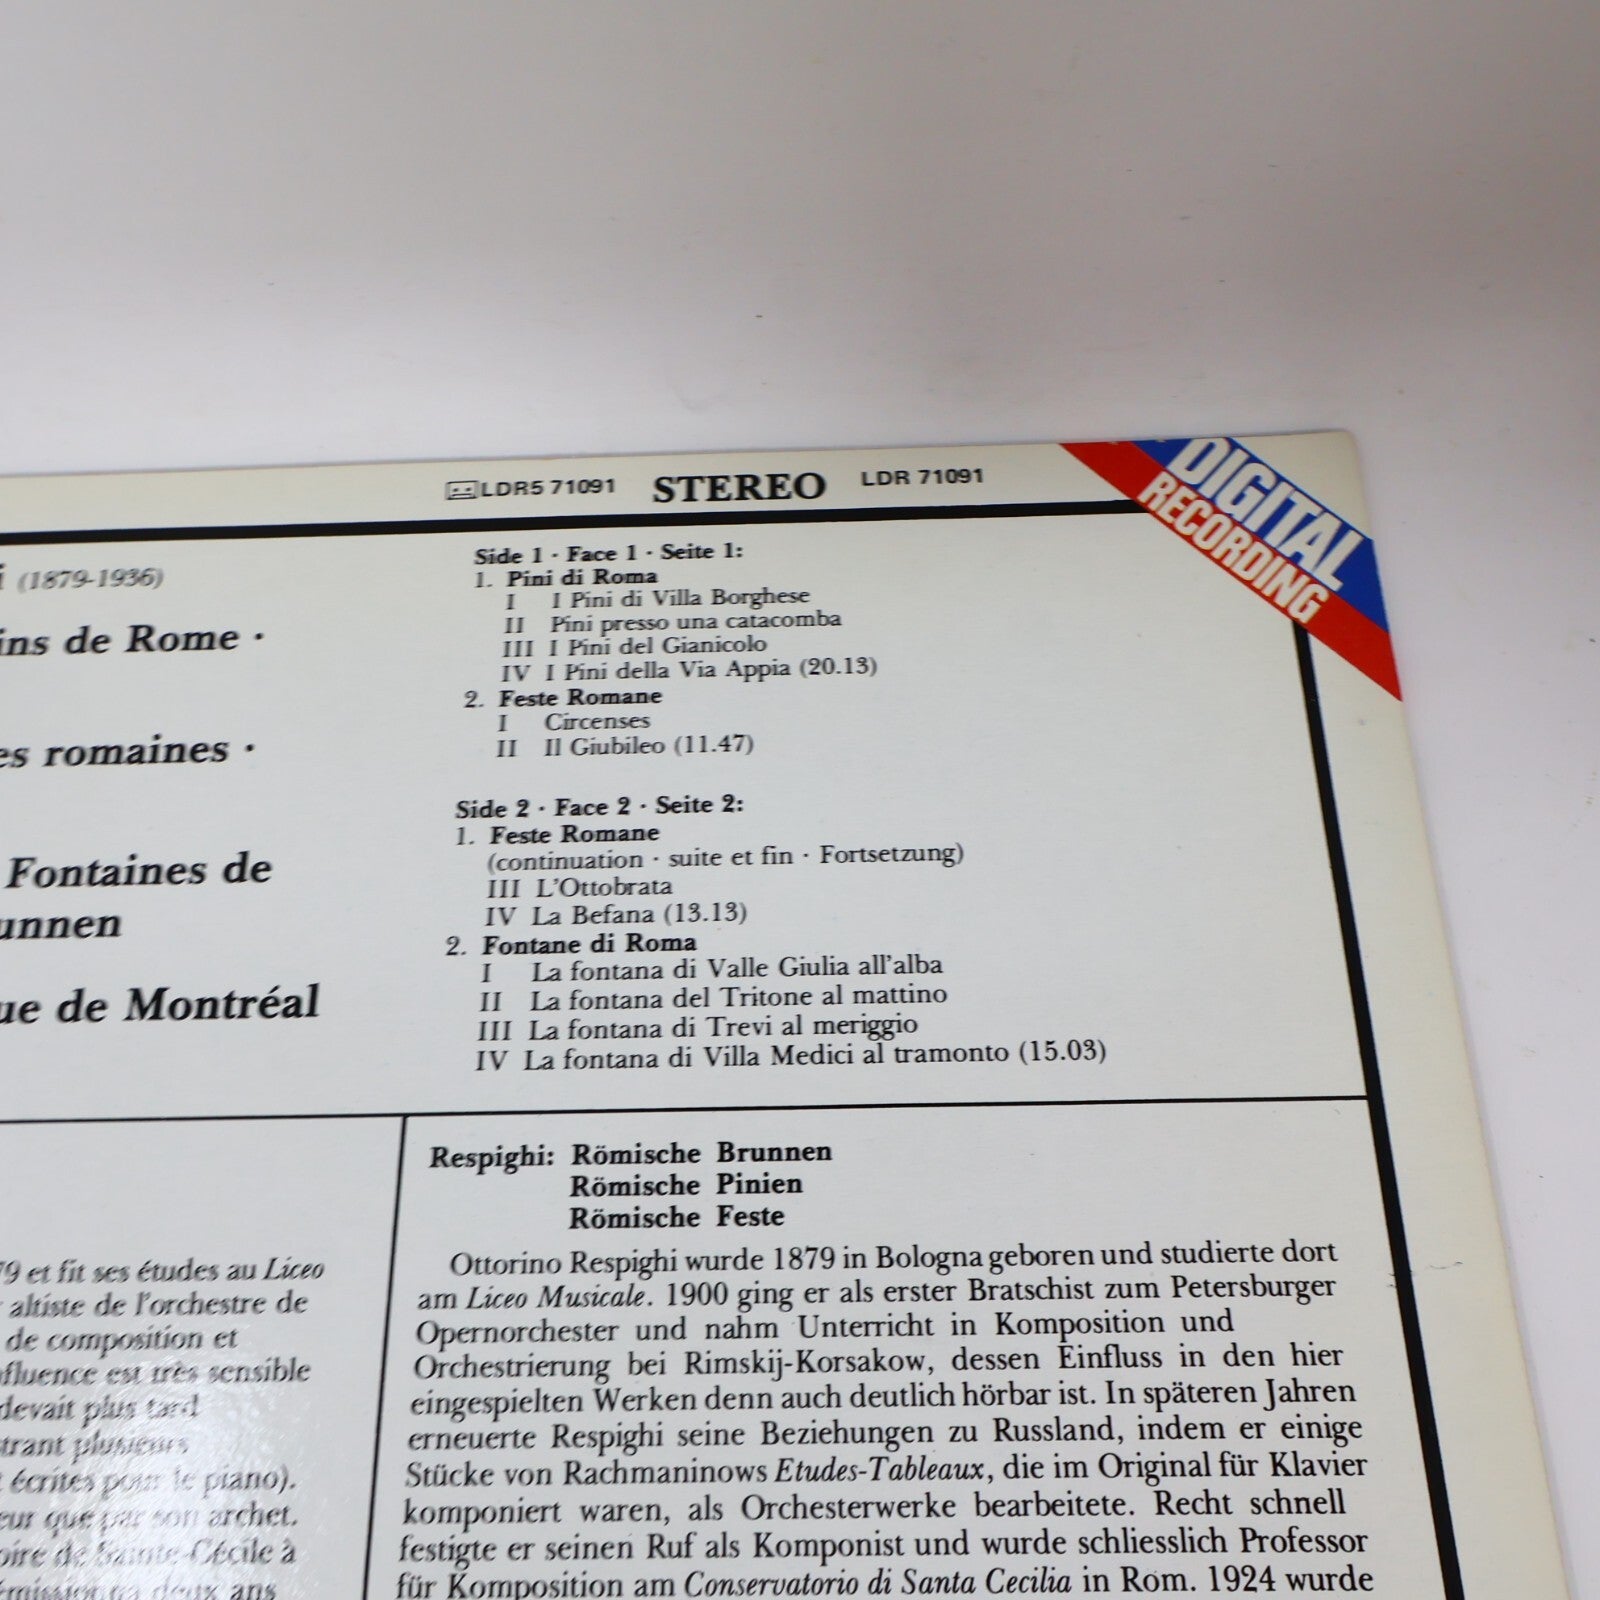 LDR5 71091 STEREO LDR 71091
DIGITAL
RECORDING
(1879-1936)
de Rome ·
romaines ·
Fontaines de
de Montréal
Side 1 · Face 1 · Seite 1:
1. Pini di Roma
I I Pini di Villa Borghese
II Pini presso una catacomba
III I Pini del Gianicolo
IV I Pini della Via Appia (20.13)
2. Feste Romane
I Circenses
II Il Giubileo (11.47)
Side 2 · Face 2 · Seite 2:
1. Feste Romane
(continuation · suite et fin · Fortsetzung)
III L'Ottobrata
IV La Befana (13.13)
2. Fontane di Roma
I La fontana di Valle Giulia all'alba
II La fontana del Tritone al mattino
III La fontana di Trevi al meriggio
IV La fontana di Villa Medici al tramonto (15.03)
et fit ses études au Liceo
altiste de l'orchestre de
de composition et
est très sensible
devait plus tard
plusieurs
écrites pour le piano).
que par son archet.
de Sainte-Cécile à
deux ans
Respighi: Römische Brunnen
Römische Pinien
Römische Feste
Ottorino Respighi wurde 1879 in Bologna geboren und studierte dort
am Liceo Musicale. 1900 ging er als erster Bratschist zum Petersburger
Opernorchester und nahm Unterricht in Komposition und
Orchestrierung bei Rimskij-Korsakow, dessen Einfluss in den hier
eingespielten Werken denn auch deutlich hörbar ist. In späteren Jahren
erneuerte Respighi seine Beziehungen zu Russland, indem er einige
Stücke von Rachmaninows Etudes-Tableaux, die im Original für Klavier
komponiert waren, als Orchesterwerke bearbeitete. Recht schnell
festigte er seinen Ruf als Komponist und wurde schliesslich Professor
für Komposition am Conservatorio di Santa Cecilia in Rom. 1924 wurde